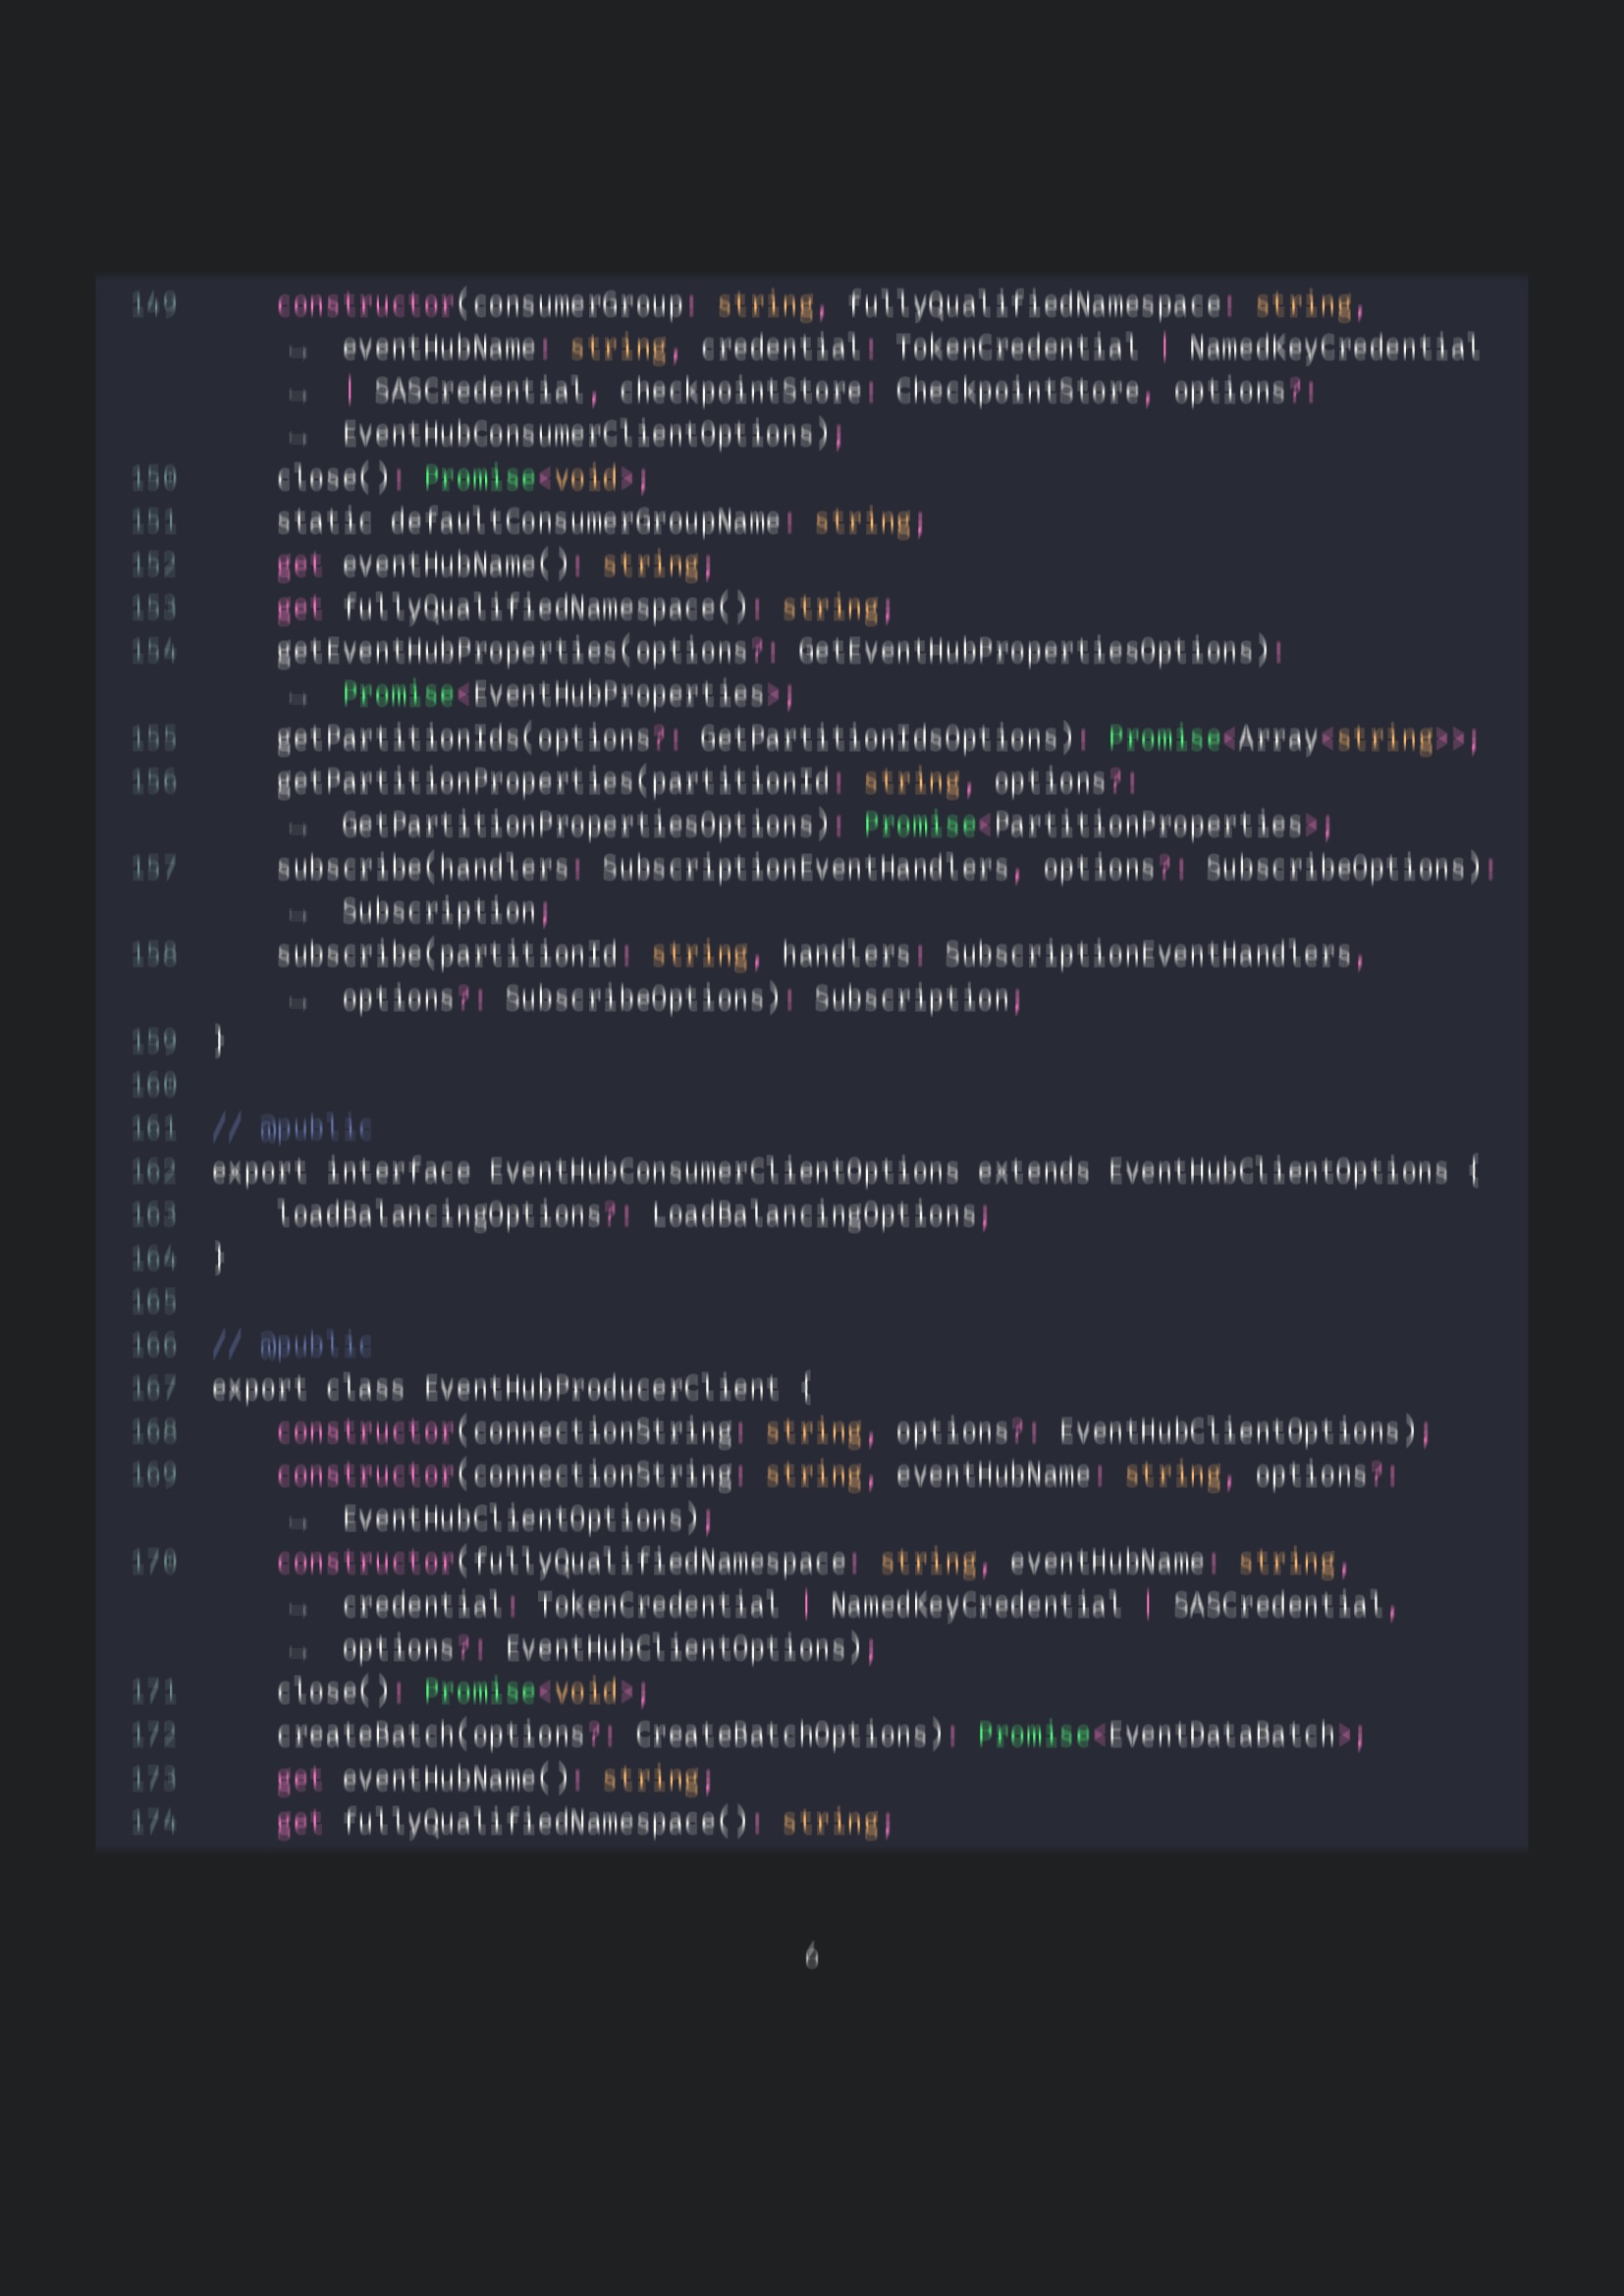 149 constructor(consumerGroup: string, fullyQualifiedNamespace: string,
eventHubName: string, credential: TokenCredential | NamedKeyCredential
| SASCredential, checkpointStore: CheckpointStore, options?:
EventHubConsumerClientOptions);
150 close(): Promise<void>;
151 static defaultConsumerGroupName: string;
152 get eventHubName(): string;
153 get fullyQualifiedNamespace(): string;
154 getEventHubProperties(options?: GetEventHubPropertiesOptions):
Promise<EventHubProperties>;
155 getPartitionIds(options?: GetPartitionIdsOptions): Promise<Array<string>>;
156 getPartitionProperties(partitionId: string, options?:
GetPartitionPropertiesOptions): Promise<PartitionProperties>;
157 subscribe(handlers: SubscriptionEventHandlers, options?: SubscribeOptions):
Subscription;
158 subscribe(partitionId: string, handlers: SubscriptionEventHandlers,
options?: SubscribeOptions): Subscription;
159 }
160
161 // @public
162 export interface EventHubConsumerClientOptions extends EventHubClientOptions {
163 loadBalancingOptions?: LoadBalancingOptions;
164 }
165
166 // @public
167 export class EventHubProducerClient {
168 constructor(connectionString: string, options?: EventHubClientOptions);
169 constructor(connectionString: string, eventHubName: string, options?:
EventHubClientOptions);
170 constructor(fullyQualifiedNamespace: string, eventHubName: string,
credential: TokenCredential | NamedKeyCredential | SASCredential,
options?: EventHubClientOptions);
171 close(): Promise<void>;
172 createBatch(options?: CreateBatchOptions): Promise<EventDataBatch>;
173 get eventHubName(): string;
174 get fullyQualifiedNamespace(): string;
6